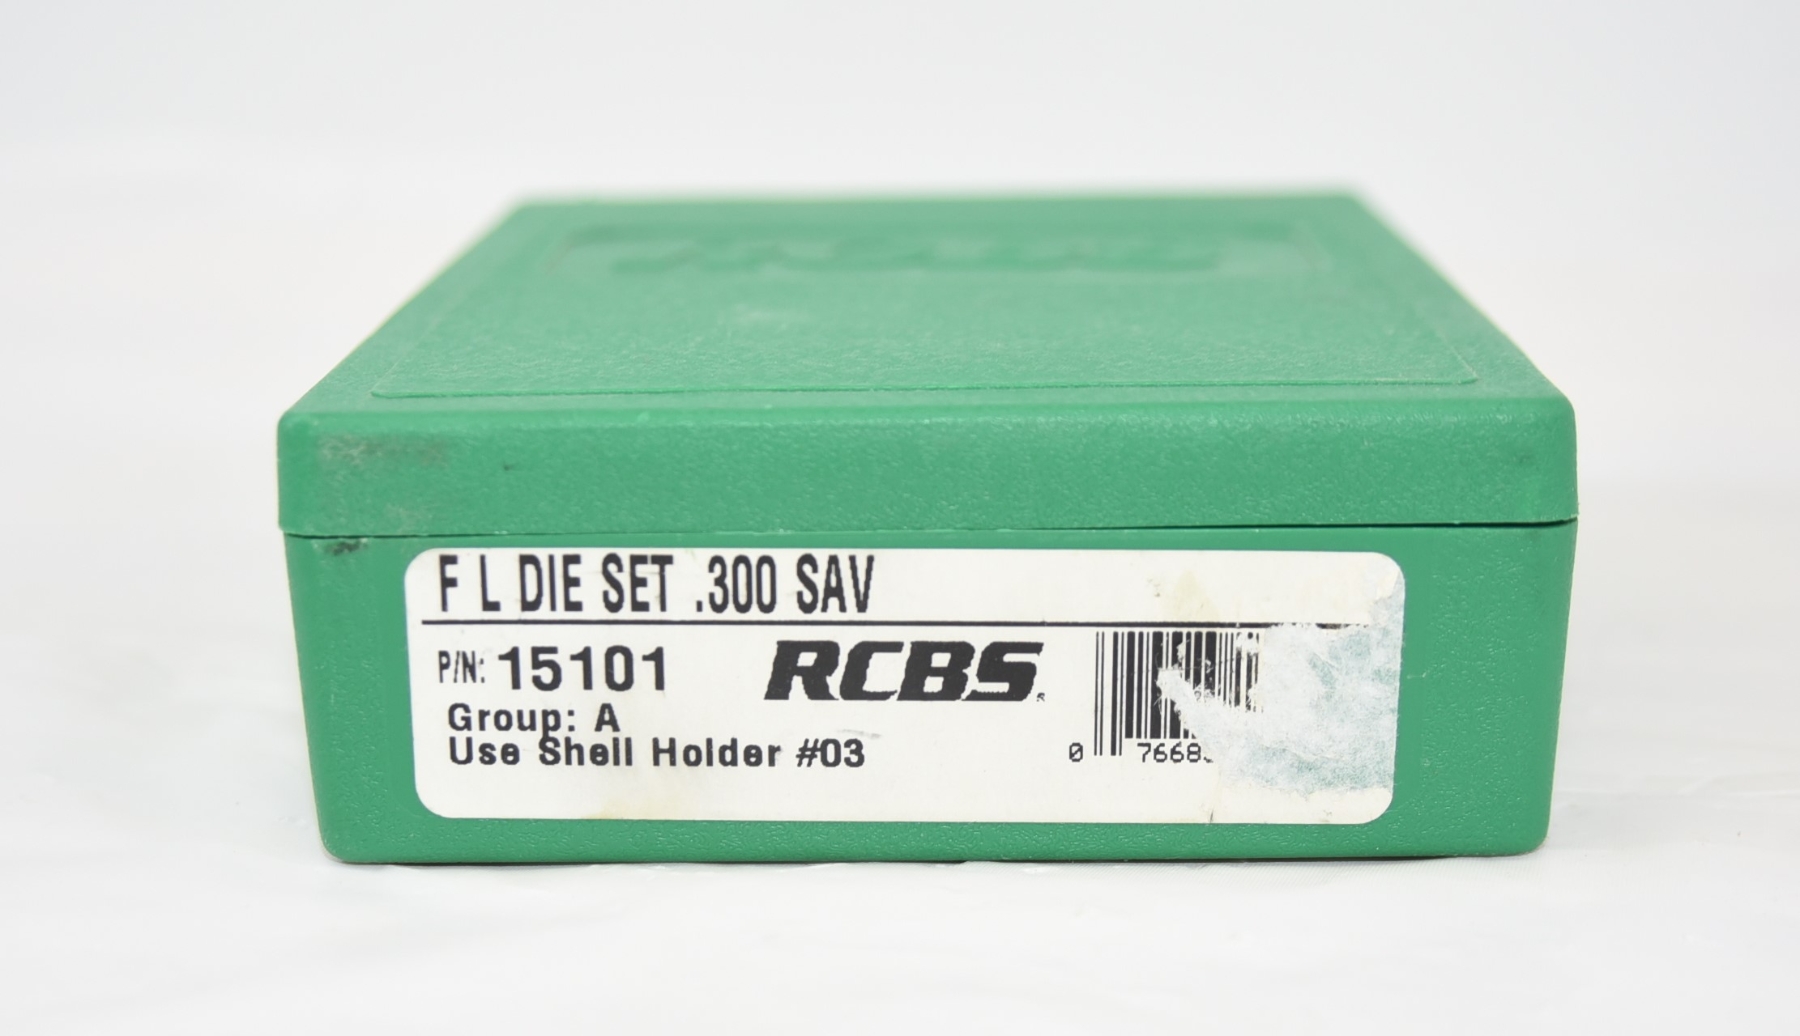 F L DIE SET .300 SAV
P/N: 15101
RCBS
Group: A
Use Shell Holder #03
0 7668